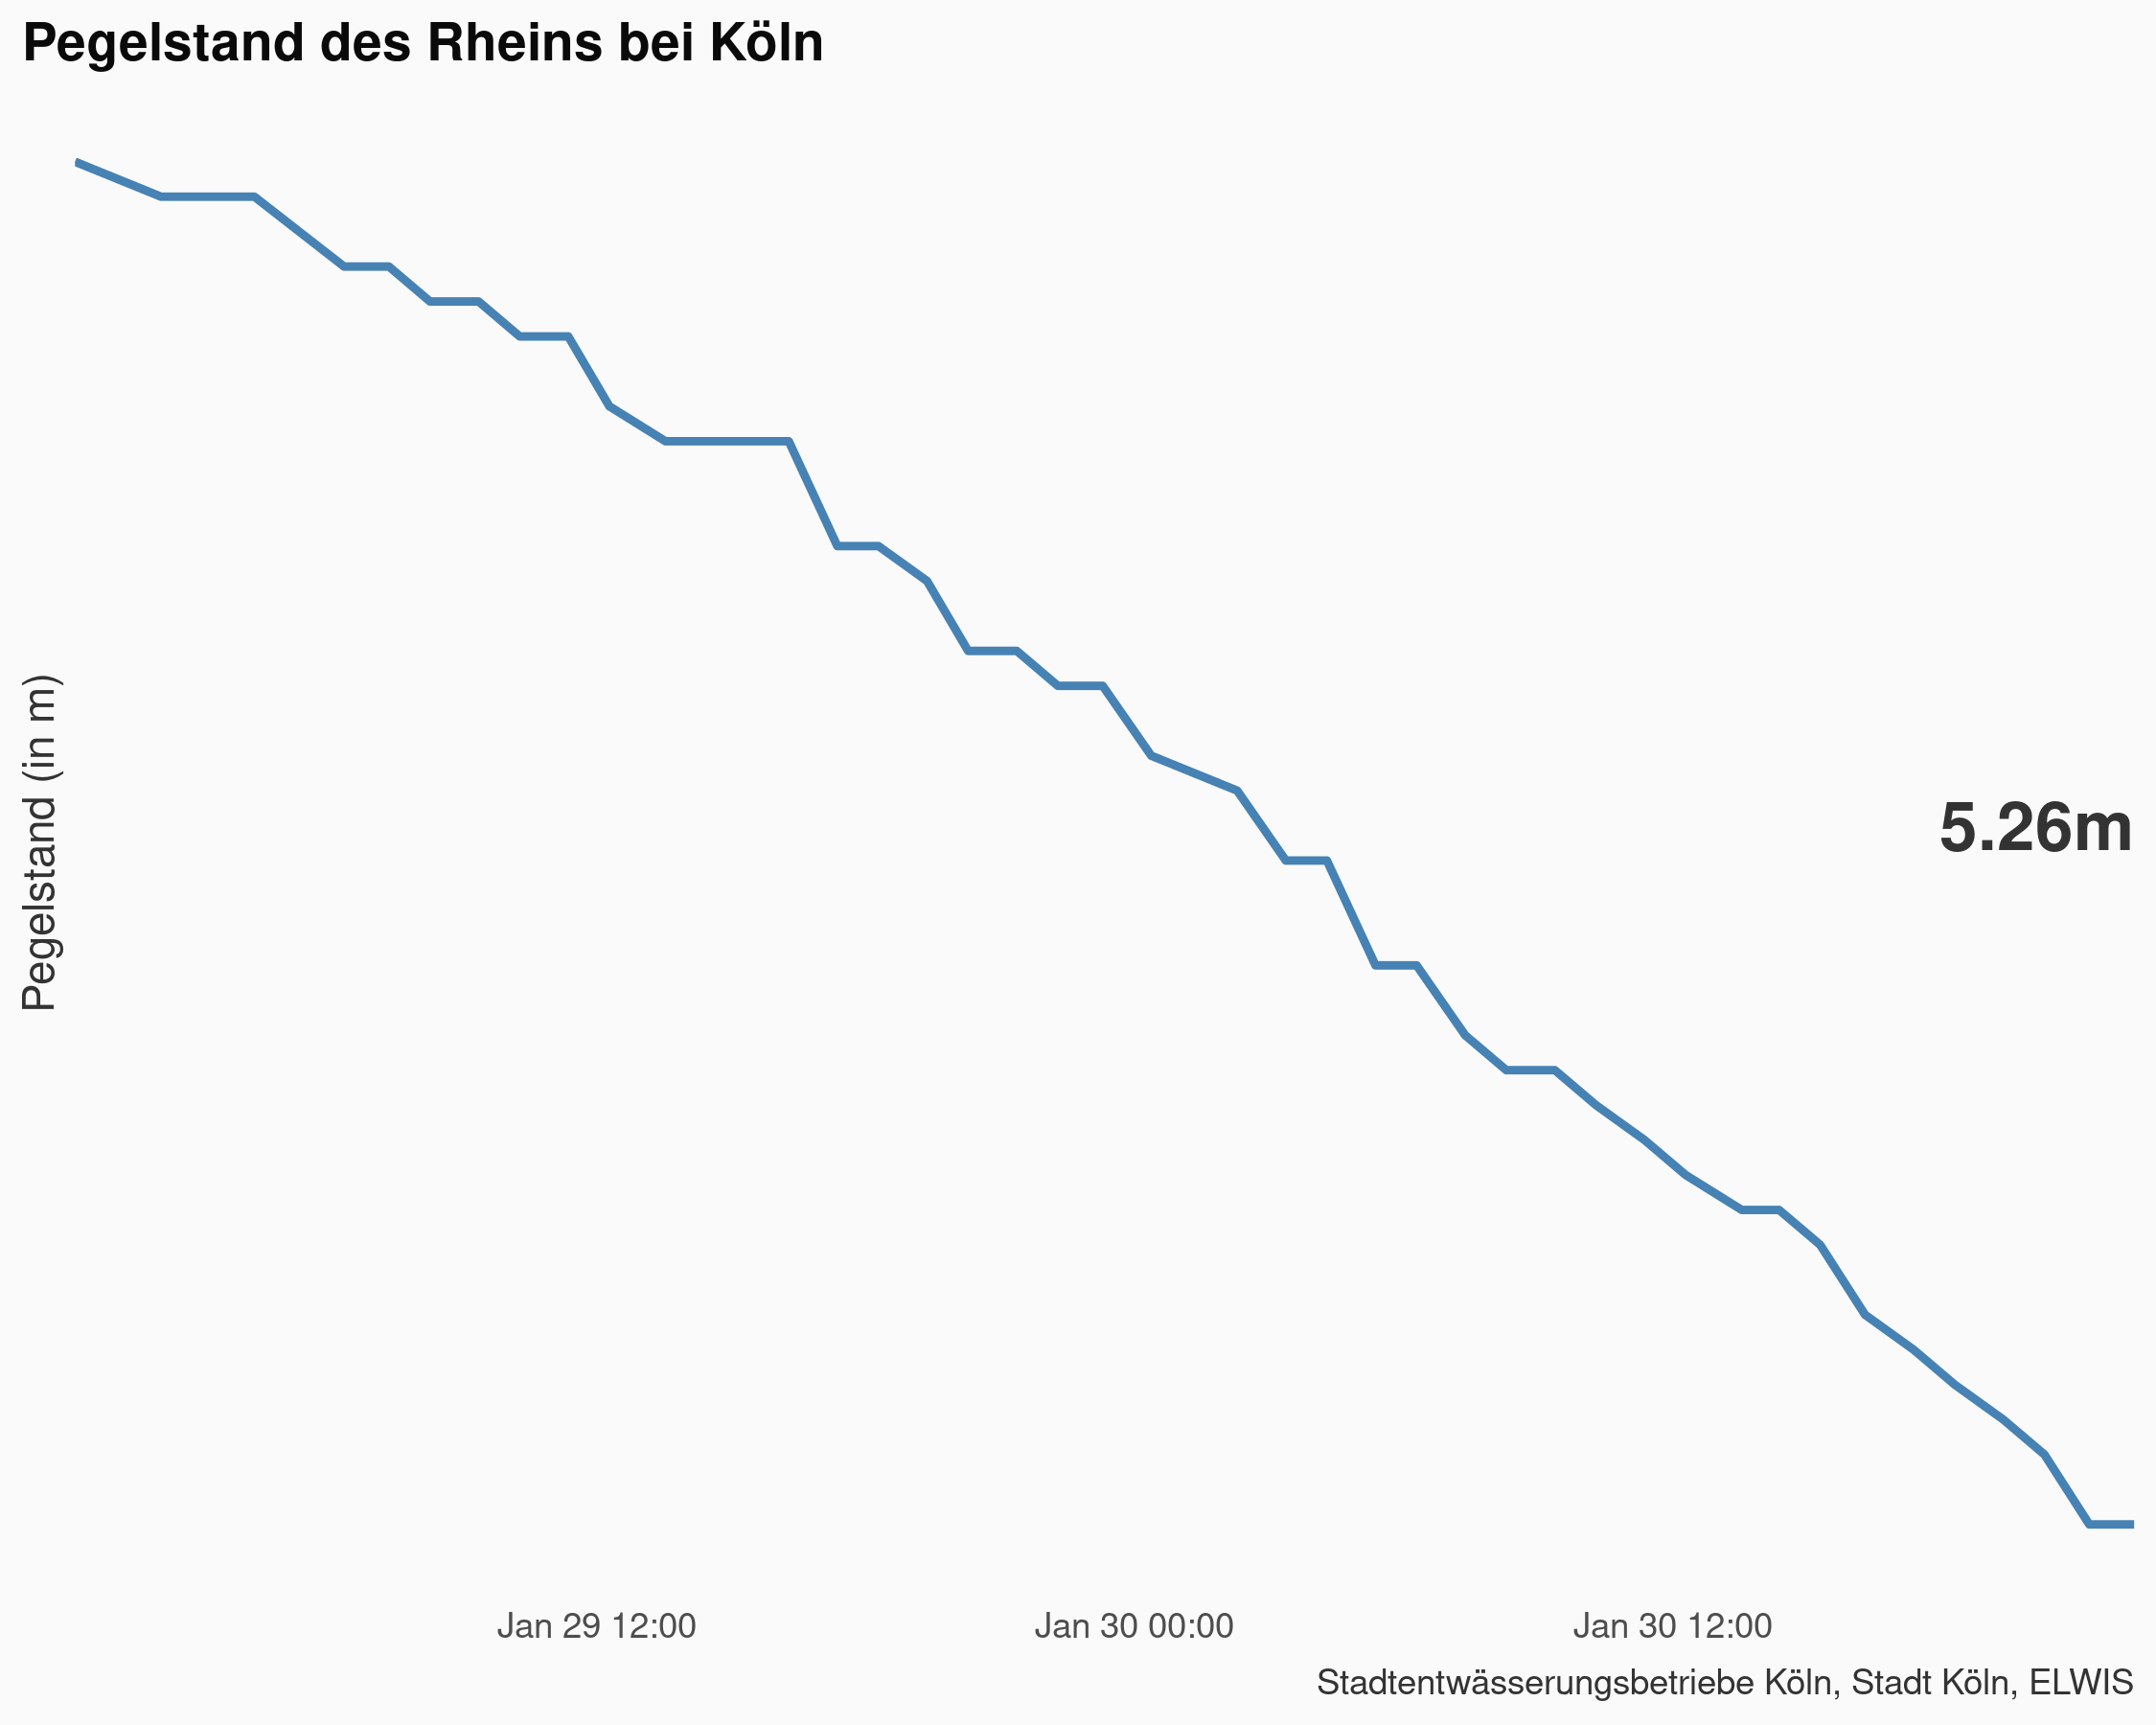 Pegelstand des Rheins bei Köln
Pegelstand (in m)
5.26m
Jan 29 12:00
Jan 30 00:00
Jan 30 12:00
Stadtentwässerungsbetriebe Köln, Stadt Köln, ELWIS